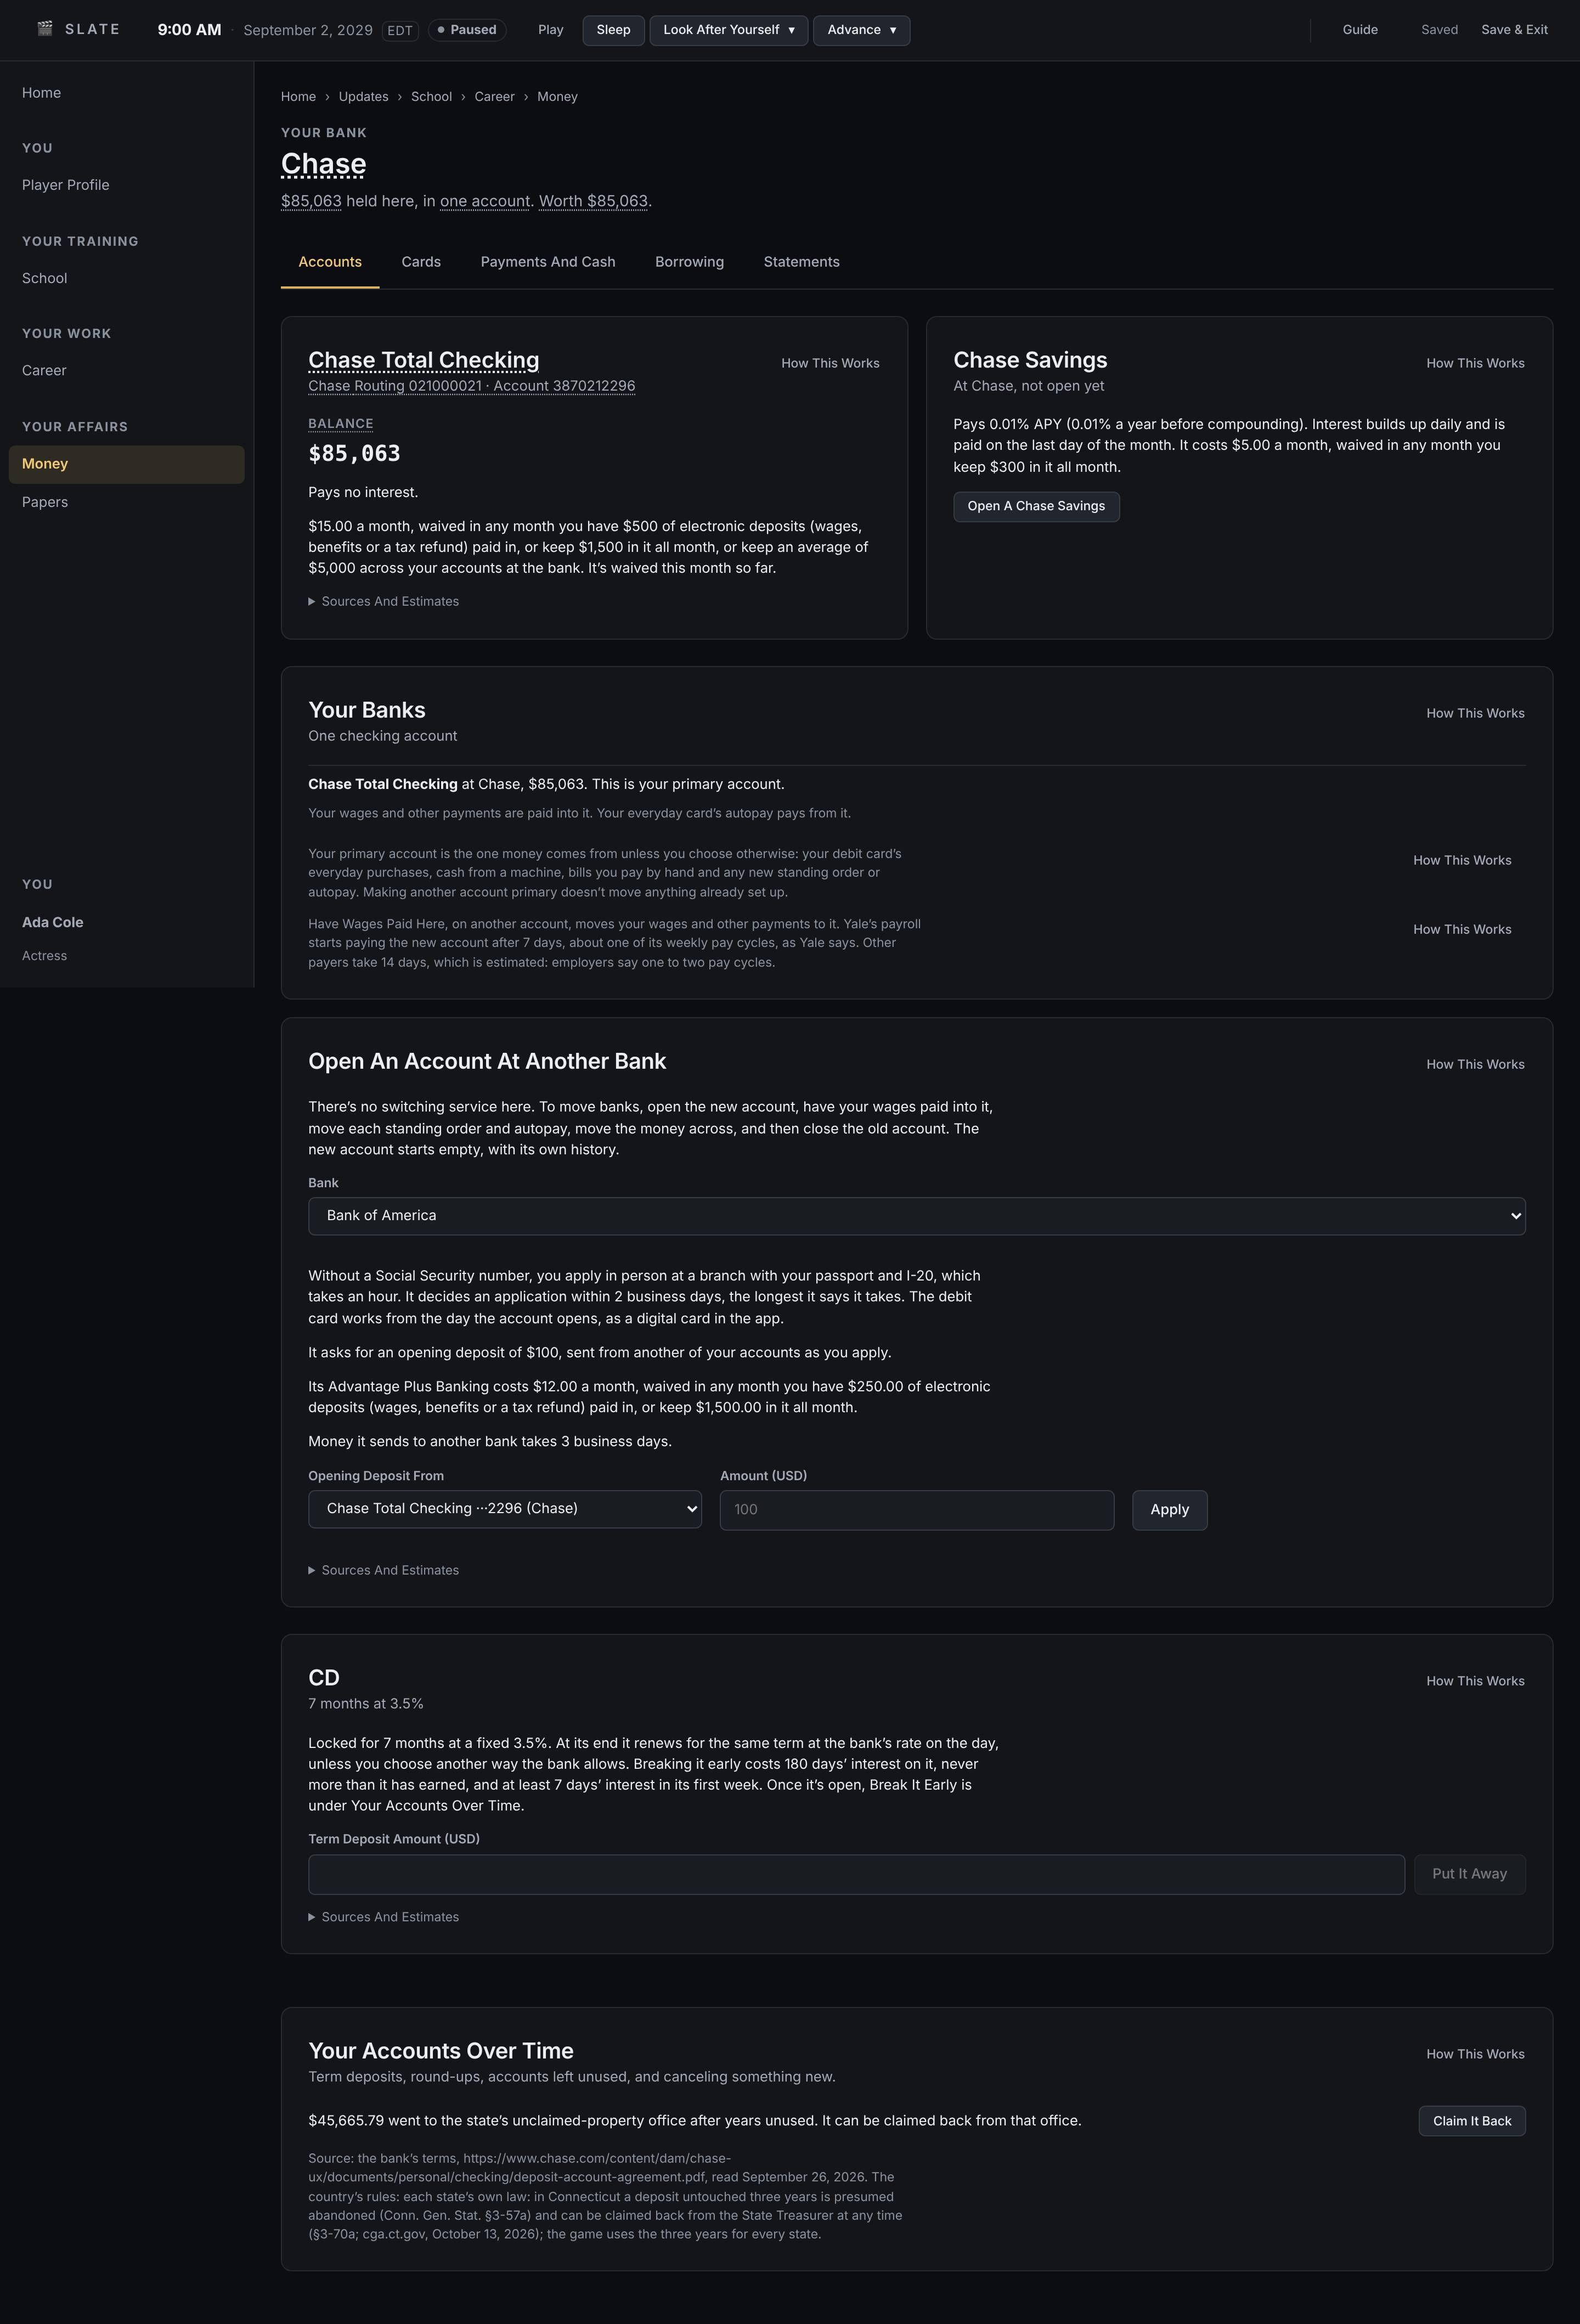 🎬 SLATE
9:00 AM · September 2, 2029 EDT Paused Play Sleep Look After Yourself ▾ Advance ▾ Guide Saved Save & Exit
Home
YOU
Player Profile
YOUR TRAINING
School
YOUR WORK
Career
YOUR AFFAIRS
Money
Papers
YOU
Ada Cole
Actress
Home › Updates › School › Career › Money
YOUR BANK
Chase
$85,063 held here, in one account. Worth $85,063.
Accounts Cards Payments And Cash Borrowing Statements
Chase Total Checking
How This Works
Chase Routing 021000021 · Account 3870212296
BALANCE
$85,063
Pays no interest.
$15.00 a month, waived in any month you have $500 of electronic deposits (wages,
benefits or a tax refund) paid in, or keep $1,500 in it all month, or keep an average of
$5,000 across your accounts at the bank. It’s waived this month so far.
▶ Sources And Estimates
Chase Savings
How This Works
At Chase, not open yet
Pays 0.01% APY (0.01% a year before compounding). Interest builds up daily and is
paid on the last day of the month. It costs $5.00 a month, waived in any month you
keep $300 in it all month.
Open A Chase Savings
Your Banks
How This Works
One checking account
Chase Total Checking at Chase, $85,063. This is your primary account.
Your wages and other payments are paid into it. Your everyday card’s autopay pays from it.
Your primary account is the one money comes from unless you choose otherwise: your debit card’s
everyday purchases, cash from a machine, bills you pay by hand and any new standing order or
autopay. Making another account primary doesn’t move anything already set up.
How This Works
Have Wages Paid Here, on another account, moves your wages and other payments to it. Yale’s payroll
starts paying the new account after 7 days, about one of its weekly pay cycles, as Yale says. Other
payers take 14 days, which is estimated: employers say one to two pay cycles.
How This Works
Open An Account At Another Bank
How This Works
There’s no switching service here. To move banks, open the new account, have your wages paid into it,
move each standing order and autopay, move the money across, and then close the old account. The
new account starts empty, with its own history.
Bank
Bank of America
Without a Social Security number, you apply in person at a branch with your passport and I-20, which
takes an hour. It decides an application within 2 business days, the longest it says it takes. The debit
card works from the day the account opens, as a digital card in the app.
It asks for an opening deposit of $100, sent from another of your accounts as you apply.
Its Advantage Plus Banking costs $12.00 a month, waived in any month you have $250.00 of electronic
deposits (wages, benefits or a tax refund) paid in, or keep $1,500.00 in it all month.
Money it sends to another bank takes 3 business days.
Opening Deposit From
Amount (USD)
Chase Total Checking ···2296 (Chase)
100
Apply
▶ Sources And Estimates
CD
How This Works
7 months at 3.5%
Locked for 7 months at a fixed 3.5%. At its end it renews for the same term at the bank’s rate on the day,
unless you choose another way the bank allows. Breaking it early costs 180 days’ interest on it, never
more than it has earned, and at least 7 days’ interest in its first week. Once it’s open, Break It Early is
under Your Accounts Over Time.
Term Deposit Amount (USD)
Put It Away
▶ Sources And Estimates
Your Accounts Over Time
How This Works
Term deposits, round-ups, accounts left unused, and canceling something new.
$45,665.79 went to the state’s unclaimed-property office after years unused. It can be claimed back from that office.
Claim It Back
Source: the bank’s terms, https://www.chase.com/content/dam/chase-
ux/documents/personal/checking/deposit-account-agreement.pdf, read September 26, 2026. The
country’s rules: each state’s own law: in Connecticut a deposit untouched three years is presumed
abandoned (Conn. Gen. Stat. §3-57a) and can be claimed back from the State Treasurer at any time
(§3-70a; cga.ct.gov, October 13, 2026); the game uses the three years for every state.